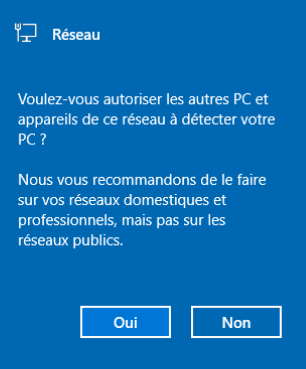 Réseau
Voulez-vous autoriser les autres PC et
appareils de ce réseau à détecter votre
PC ?
Nous vous recommandons de le faire
sur vos réseaux domestiques et
professionnels, mais pas sur les
réseaux publics.
Oui
Non